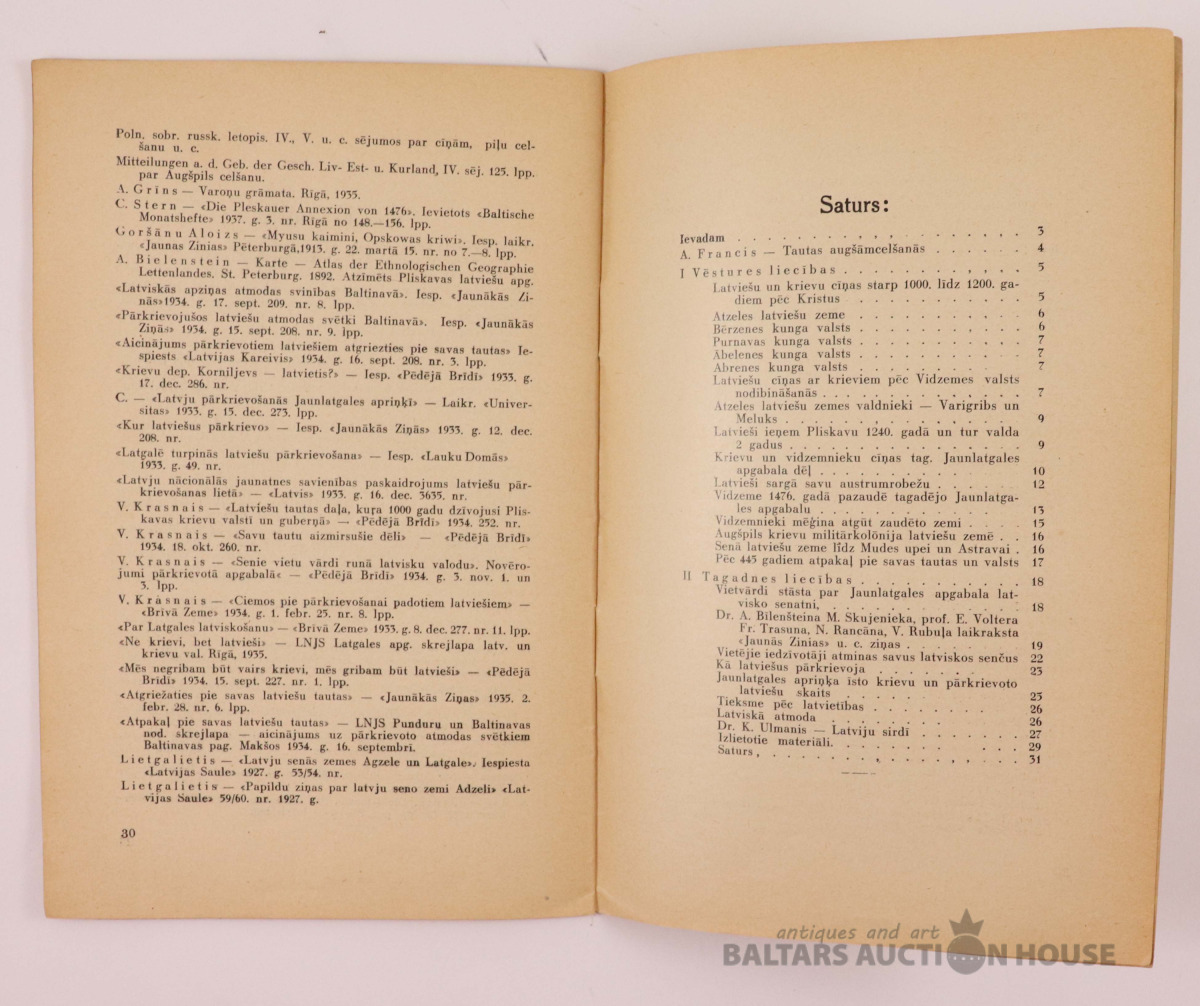 Poln. sobr. russk. letopis. IV., V. u. c. sējumos par cīņām, piļu cel-
šanu u. c.
Mitteilungen a. d. Geb. der Gesch. Liv- Est- u. Kurland, IV. sēj. 125. lpp.
par Augšpils celšanu.
A. Grīns — Varoņu grāmata. Rīgā, 1935.
C. Stern — «Die Pleskauer Annexion von 1476». Ievietots «Baltische
Monatshefte» 1937. g. 3. nr. Rīgā no 148.—156. lpp.
Goršānu Aloizs — «Myusu kaimini, Opskowas kriwi». Iesp. laikr.
«Jaunas Zinias» Pēterburgā, 1913. g. 22. martā 15. nr. no 7.—8. lpp.
A. Bielenstein — Karte — Atlas der Ethnologischen Geographie
Lettenlandes. St. Peterburg. 1892. Atzīmēts Pliskavas latviešu apg.
«Latviskās apziņas atmodas svinības Baltinavā». Iesp. «Jaunākās Zi-
nās» 1934. g. 17. sept. 209. nr. 8. lpp.
«Pārkrievojušos latviešu atmodas svētki Baltinavā». Iesp. «Jaunākās
Ziņās» 1934. g. 15. sept. 208. nr. 9. lpp.
«Aicinājums pārkrievotiem latviešiem atgriezties pie savas tautas» Ie-
spiests «Latvijas Kareivis» 1934. g. 16. sept. 208. nr. 3. lpp.
«Krievu dep. Korniljevs — latvietis?» — Iesp. «Pēdējā Brīdī» 1933. g.
17. dec. 286. nr.
C. — «Latvju pārkrievošanās Jaunlatgales apriņķī» — Laikr. «Univer-
sitas» 1933. g. 15. dec. 273. lpp.
«Kur latviešus pārkrievo» — Iesp. «Jaunākās Ziņās» 1933. g. 12. dec.
208. nr.
«Latgalē turpinās latviešu pārkrievošana» — Iesp. «Lauku Domās»
1933. g. 49. nr.
«Latvju nācionālās jaunatnes savienības paskaidrojums latviešu pār-
krievošanas lietā» — «Latvis» 1933. g. 16. dec. 3635. nr.
V. Krasnais — «Latviešu tautas daļa, kuŗa 1000 gadu dzīvojusi Plis-
kavas krievu valstī un guberņā» — «Pēdējā Brīdī» 1934. 252. nr.
V. Krasnais — «Savu tautu aizmirsušie dēli» — «Pēdējā Brīdī»
1934. 18. okt. 260. nr.
V. Krasnais — «Senie vietu vārdi runā latvisku valodu». Novēro-
jumi pārkrievotā apgabalā« — «Pēdējā Brīdī» 1934. g. 3. nov. 1. un
3. lpp.
V. Krasnais — «Ciemos pie pārkrievošanai padotiem latviešiem» —
«Brīvā Zeme» 1934. g. 1. febr. 25. nr. 8. lpp.
«Par Latgales latviskošanu» — «Brīvā Zeme» 1933. g. 8. dec. 277. nr. 11. lpp.
«Ne krievi, bet latvieši» — LNJS Latgales apg. skrejlapa latv. un
krievu val. Rīgā, 1935.
«Mēs negribam būt vairs krievi, mēs gribam būt latvieši» — «Pēdējā
Brīdī» 1934. 15. sept. 227. nr. 1. lpp.
«Atgriežaties pie savas latviešu tautas» — «Jaunākās Ziņas» 1935. 2.
febr. 28. nr. 6. lpp.
«Atpakaļ pie savas latviešu tautas» — LNJS Punduru un Baltinavas
nod. skrejlapa — aicinājums uz pārkrievoto atmodas svētkiem
Baltinavas pag. Makšos 1934. g. 16. septembrī.
Lietgalietis — «Latvju senās zemes Agzele un Latgale». Iespiesta
«Latvijas Saule» 1927. g. 53/54. nr.
Lietgalietis — «Papildu ziņas par latvju seno zemi Adzeli» «Lat-
vijas Saule» 59/60. nr. 1927. g.
30
Saturs:
Ievadam . . . . . . . . . . . . . . . . . 3
A. Francis — Tautas augšāmcelšanās . . . . . . 4
I Vēstures liecības . . . . . . . . . . . . 5
Latviešu un krievu cīņas starp 1000. līdz 1200. ga-
diem pēc Kristus . . . . . . . . . . . 5
Atzeles latviešu zeme . . . . . . . . . . . 6
Bērzenes kunga valsts . . . . . . . . . . . 6
Purnavas kunga valsts . . . . . . . . . . . 7
Ābelenes kunga valsts . . . . . . . . . . . 7
Abrenes kunga valsts . . . . . . . . . . . 7
Latviešu cīņas ar krieviem pēc Vidzemes valsts
nodibināšanās . . . . . . . . . . . . . 7
Atzeles latviešu zemes valdnieki — Varigribs un
Meluks . . . . . . . . . . . . . . . 9
Latvieši ieņem Pliskavu 1240. gadā un tur valda
2 gadus . . . . . . . . . . . . . . 9
Krievu un vidzemnieku cīņas tag. Jaunlatgales
apgabala dēļ . . . . . . . . . . . . 10
Latvieši sargā savu austrumrobežu . . . . . . 12
Vidzeme 1476. gadā pazaudē tagadējo Jaunlatga-
les apgabalu . . . . . . . . . . . . . 13
Vidzemnieki mēģina atgūt zaudēto zemi . . . . 15
Augšpils krievu militārkolōnija latviešu zemē . . 16
Senā latviešu zeme līdz Mudes upei un Astravai . 16
Pēc 445 gadiem atpakaļ pie savas tautas un valsts 17
II Tagadnes liecības . . . . . . . . . . . 18
Vietvārdi stāsta par Jaunlatgales apgabala lat-
visko senatni, . . . . . . . . . . . . 18
Dr. A. Bīlenšteina M. Skujenieka, prof. E. Voltera
Fr. Trasuna, N. Rancāna, V. Rubuļa laikraksta
«Jaunās Zinias» u. c. ziņas . . . . . . . 19
Vietējie iedzīvotāji atminas savus latviskos senčus 22
Kā latviešus pārkrievoja . . . . . . . . . 23
Jaunlatgales apriņķa īsto krievu un pārkrievoto
latviešu skaits . . . . . . . . . . . . 25
Tieksme pēc latvietības . . . . . . . . . . 26
Latviskā atmoda . . . . . . . . . . . . 26
Dr. K. Ulmanis — Latviju sirdī . . . . . . . 27
Izlietotie materiāli. . . . . . . . . . . . 29
Saturs . . . . . . . . . . . . . . . . 31
antiques and art
BALTARS AUCTION HOUSE